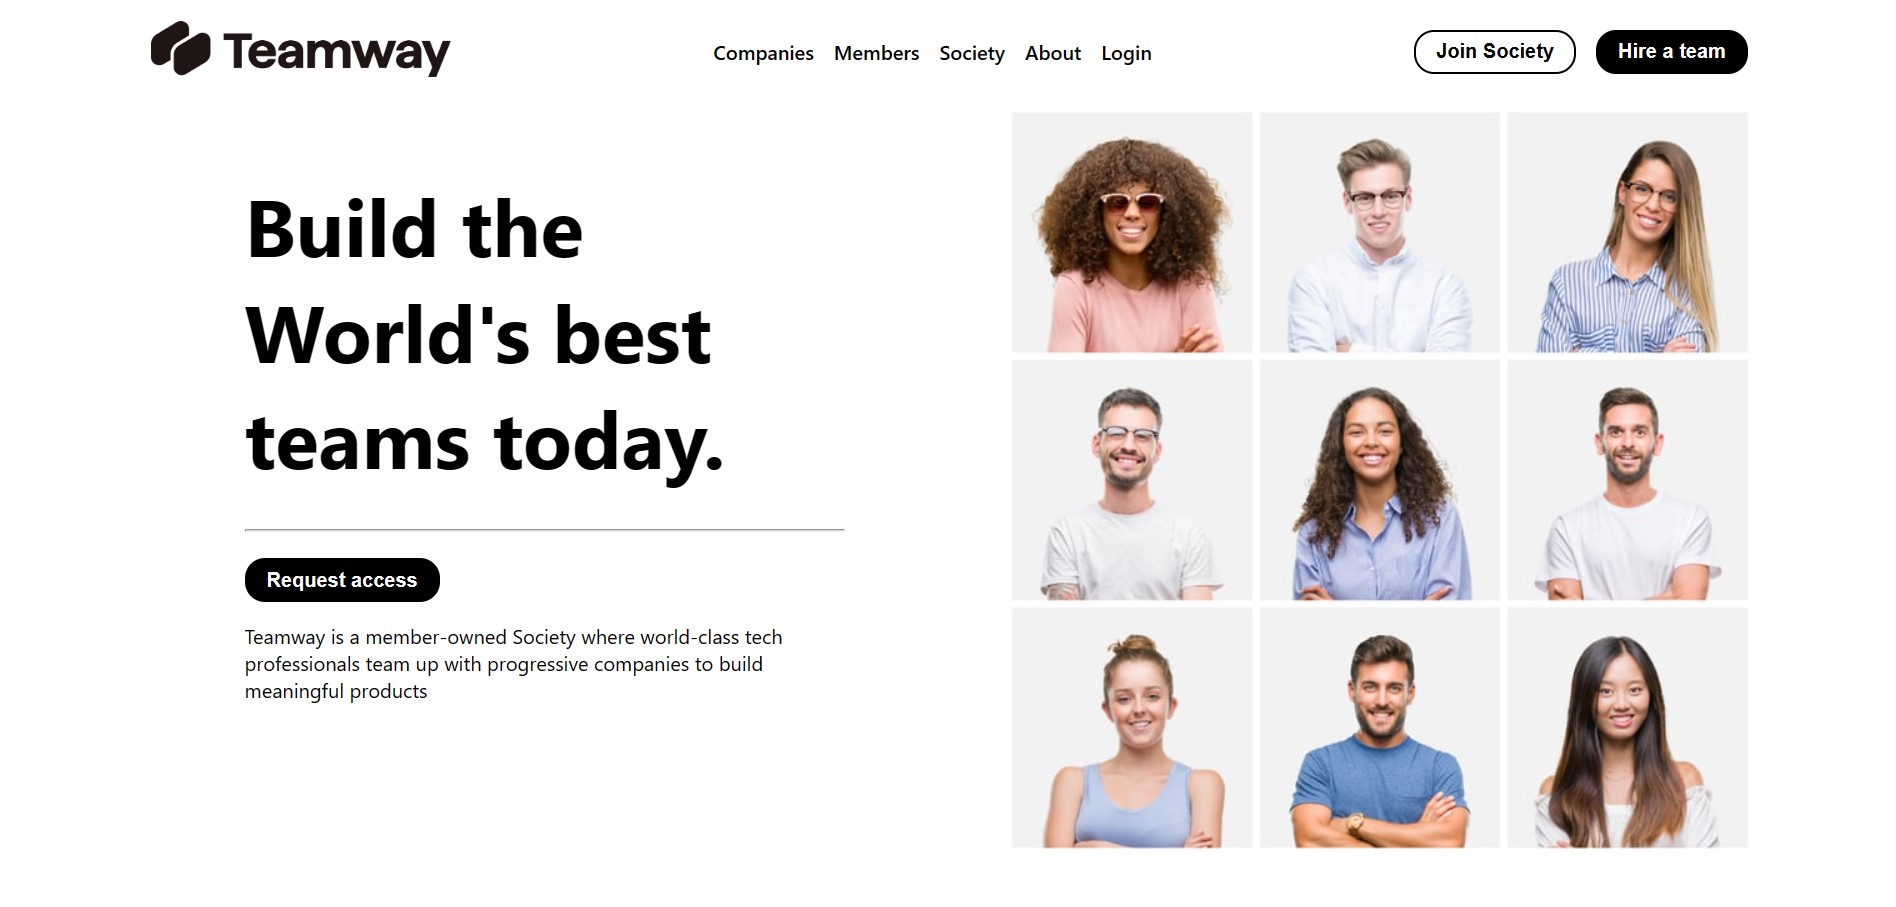 Teamway
Companies Members Society About Login
Join Society
Hire a team
Build the
World's best
teams today.
Request access
Teamway is a member-owned Society where world-class tech
professionals team up with progressive companies to build
meaningful products